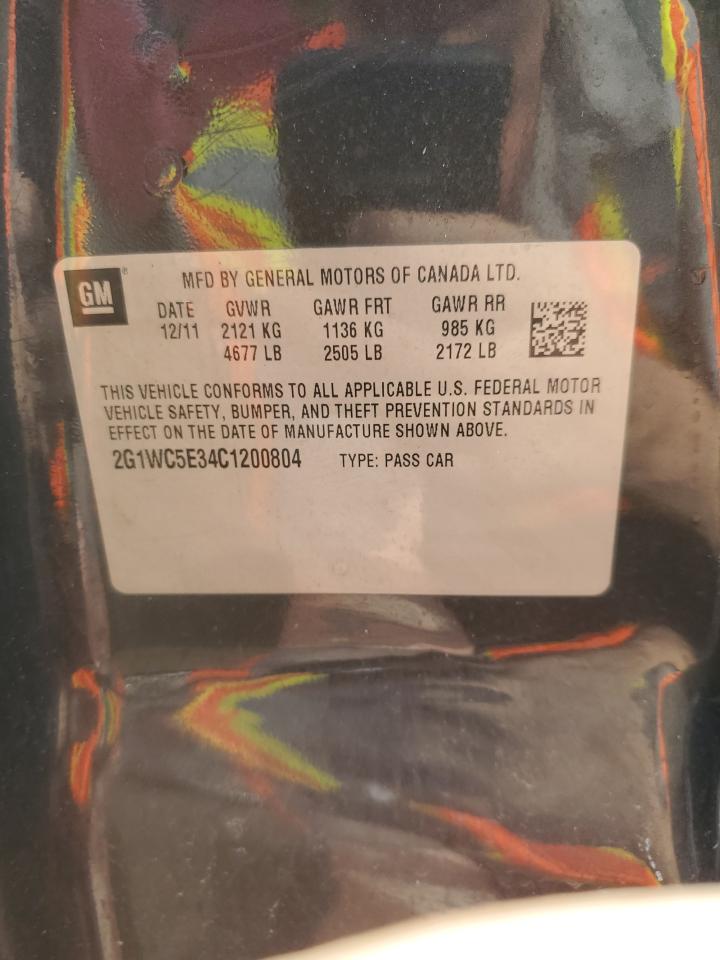 GM®
MFD BY GENERAL MOTORS OF CANADA LTD.
DATE GVWR GAWR FRT GAWR RR
12/11 2121 KG 1136 KG 985 KG
4677 LB 2505 LB 2172 LB
THIS VEHICLE CONFORMS TO ALL APPLICABLE U.S. FEDERAL MOTOR
VEHICLE SAFETY, BUMPER, AND THEFT PREVENTION STANDARDS IN
EFFECT ON THE DATE OF MANUFACTURE SHOWN ABOVE.
2G1WC5E34C1200804 TYPE: PASS CAR